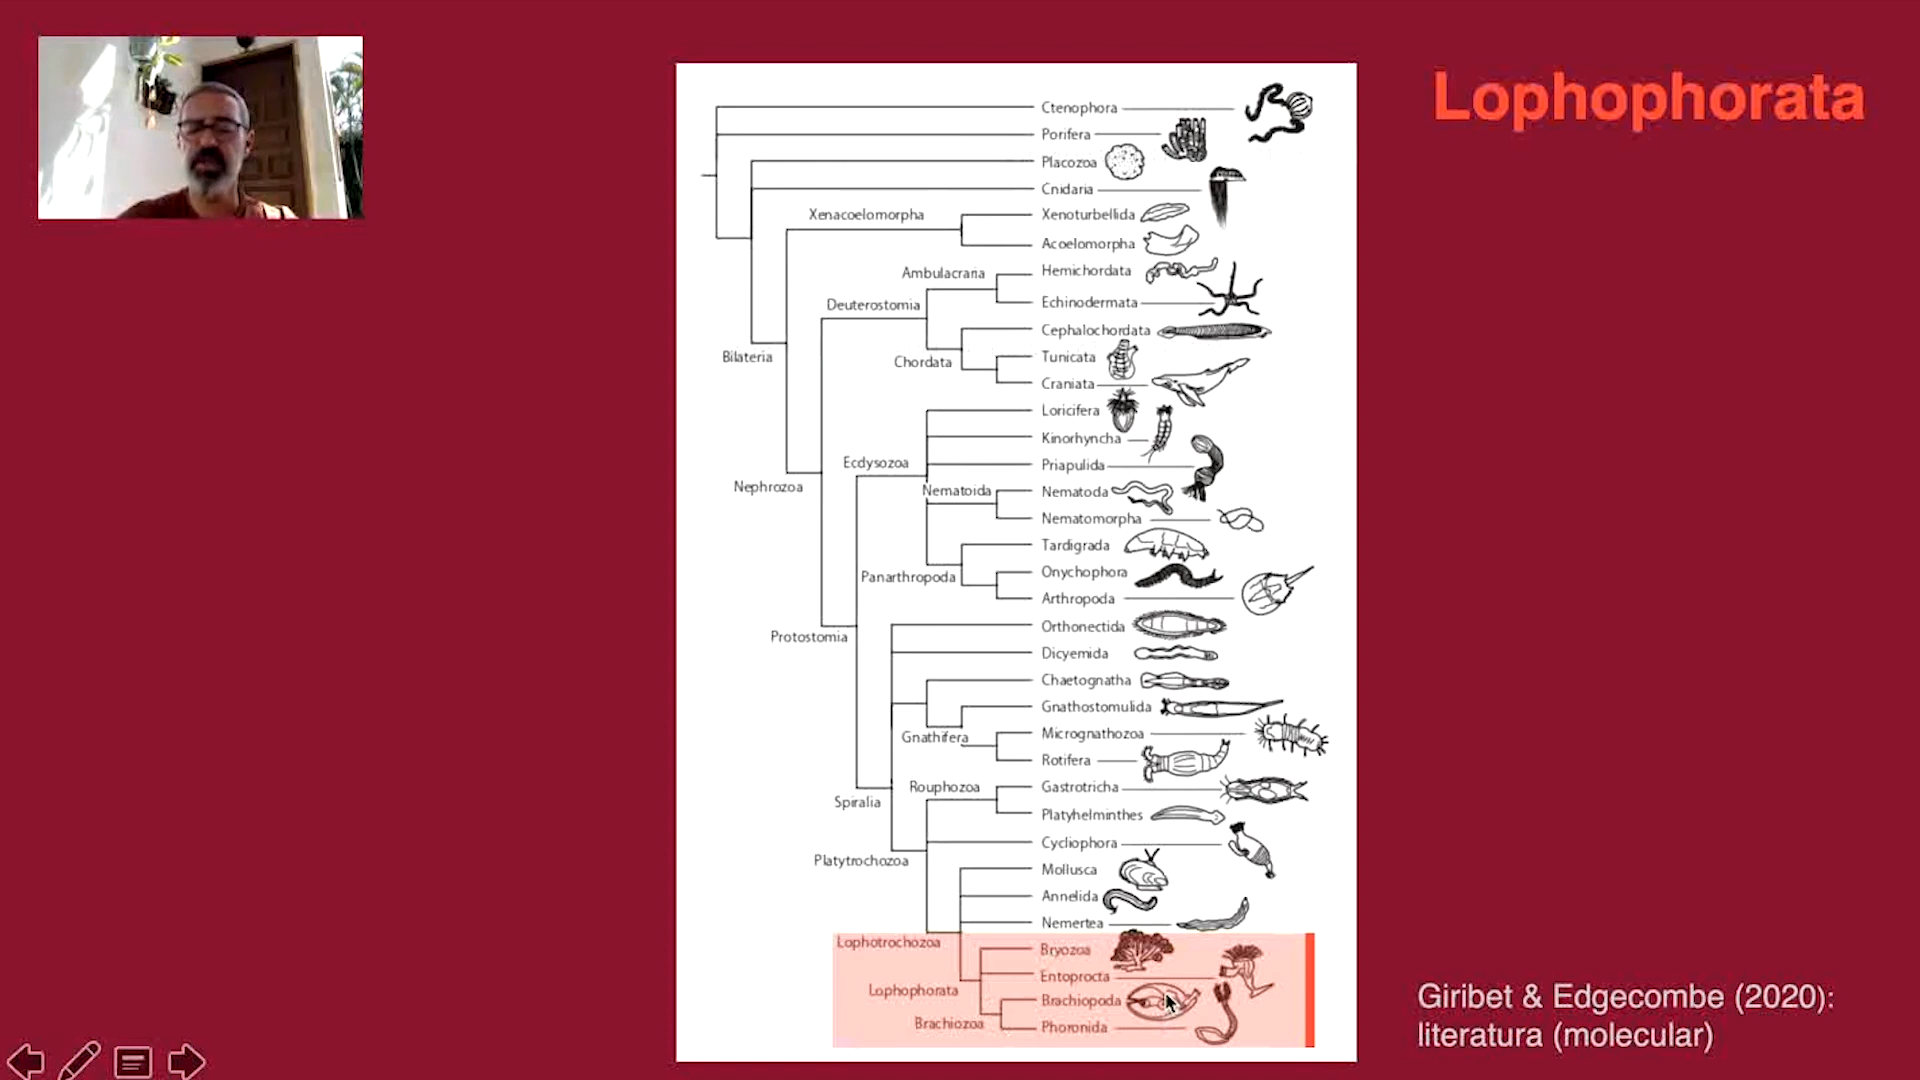 Lophophorata
Ctenophora
Porifera
Placozoa
Cnidaria
Xenacoelomorpha
Xenoturbellida
Acoelomorpha
Ambulacraria
Hemichordata
Echinodermata
Deuterostomia
Cephalochordata
Tunicata
Chordata
Craniata
Bilateria
Loricifera
Kinorhyncha
Ecdysozoa
Priapulida
Nephrozoa
Nematoida
Nematoda
Nematomorpha
Tardigrada
Panarthropoda
Onychophora
Arthropoda
Orthonectida
Protostomia
Dicyemida
Chaetognatha
Gnathostomulida
Gnathifera
Micrognathozoa
Rotifera
Rouphozoa
Gastrotricha
Spiralia
Platyhelminthes
Cycliophora
Platytrochozoa
Mollusca
Annelida
Nemertea
Lophotrochozoa
Bryozoa
Entoprocta
Lophophorata
Brachiopoda
Brachiozoa
Phoronida
Giribet & Edgecombe (2020):
literatura (molecular)